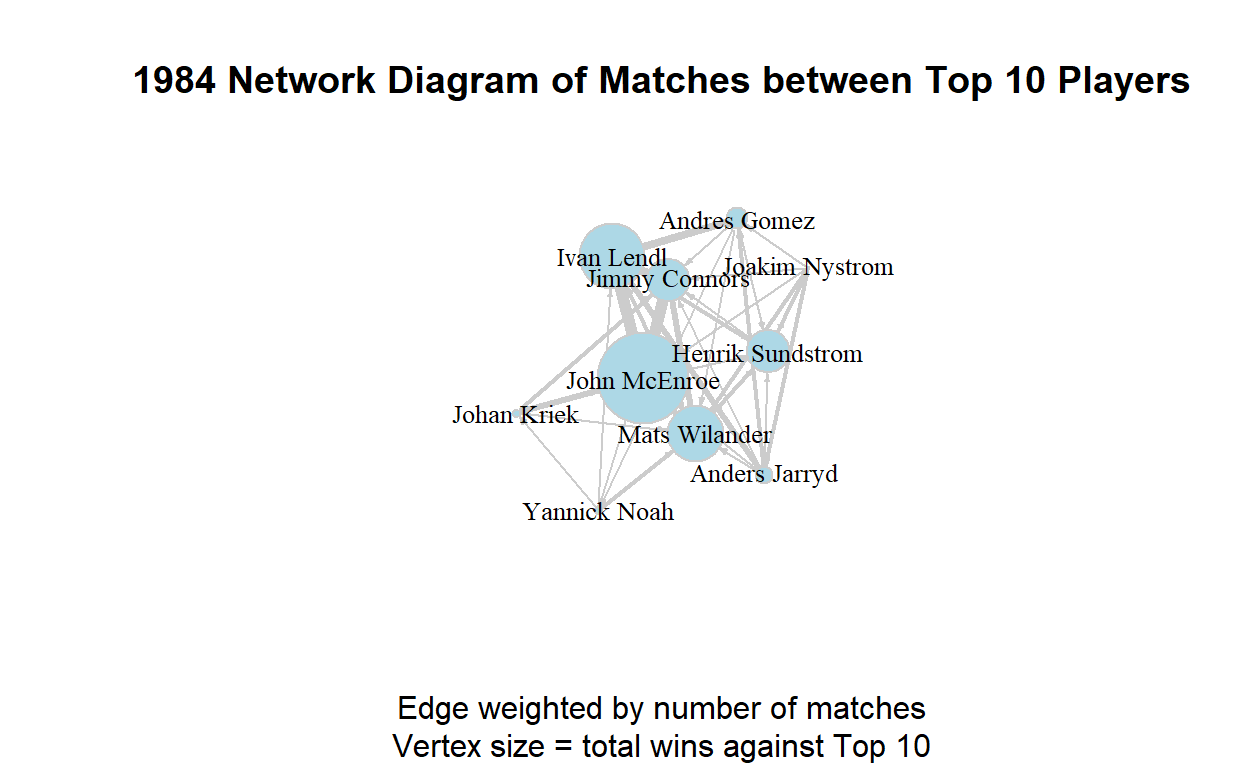 1984 Network Diagram of Matches between Top 10 Players
Andres Gomez
Ivan Lendl
Joakim Nystrom
Jimmy Connors
Henrik Sundstrom
John McEnroe
Johan Kriek
Mats Wilander
Anders Jarryd
Yannick Noah
Edge weighted by number of matches
Vertex size = total wins against Top 10